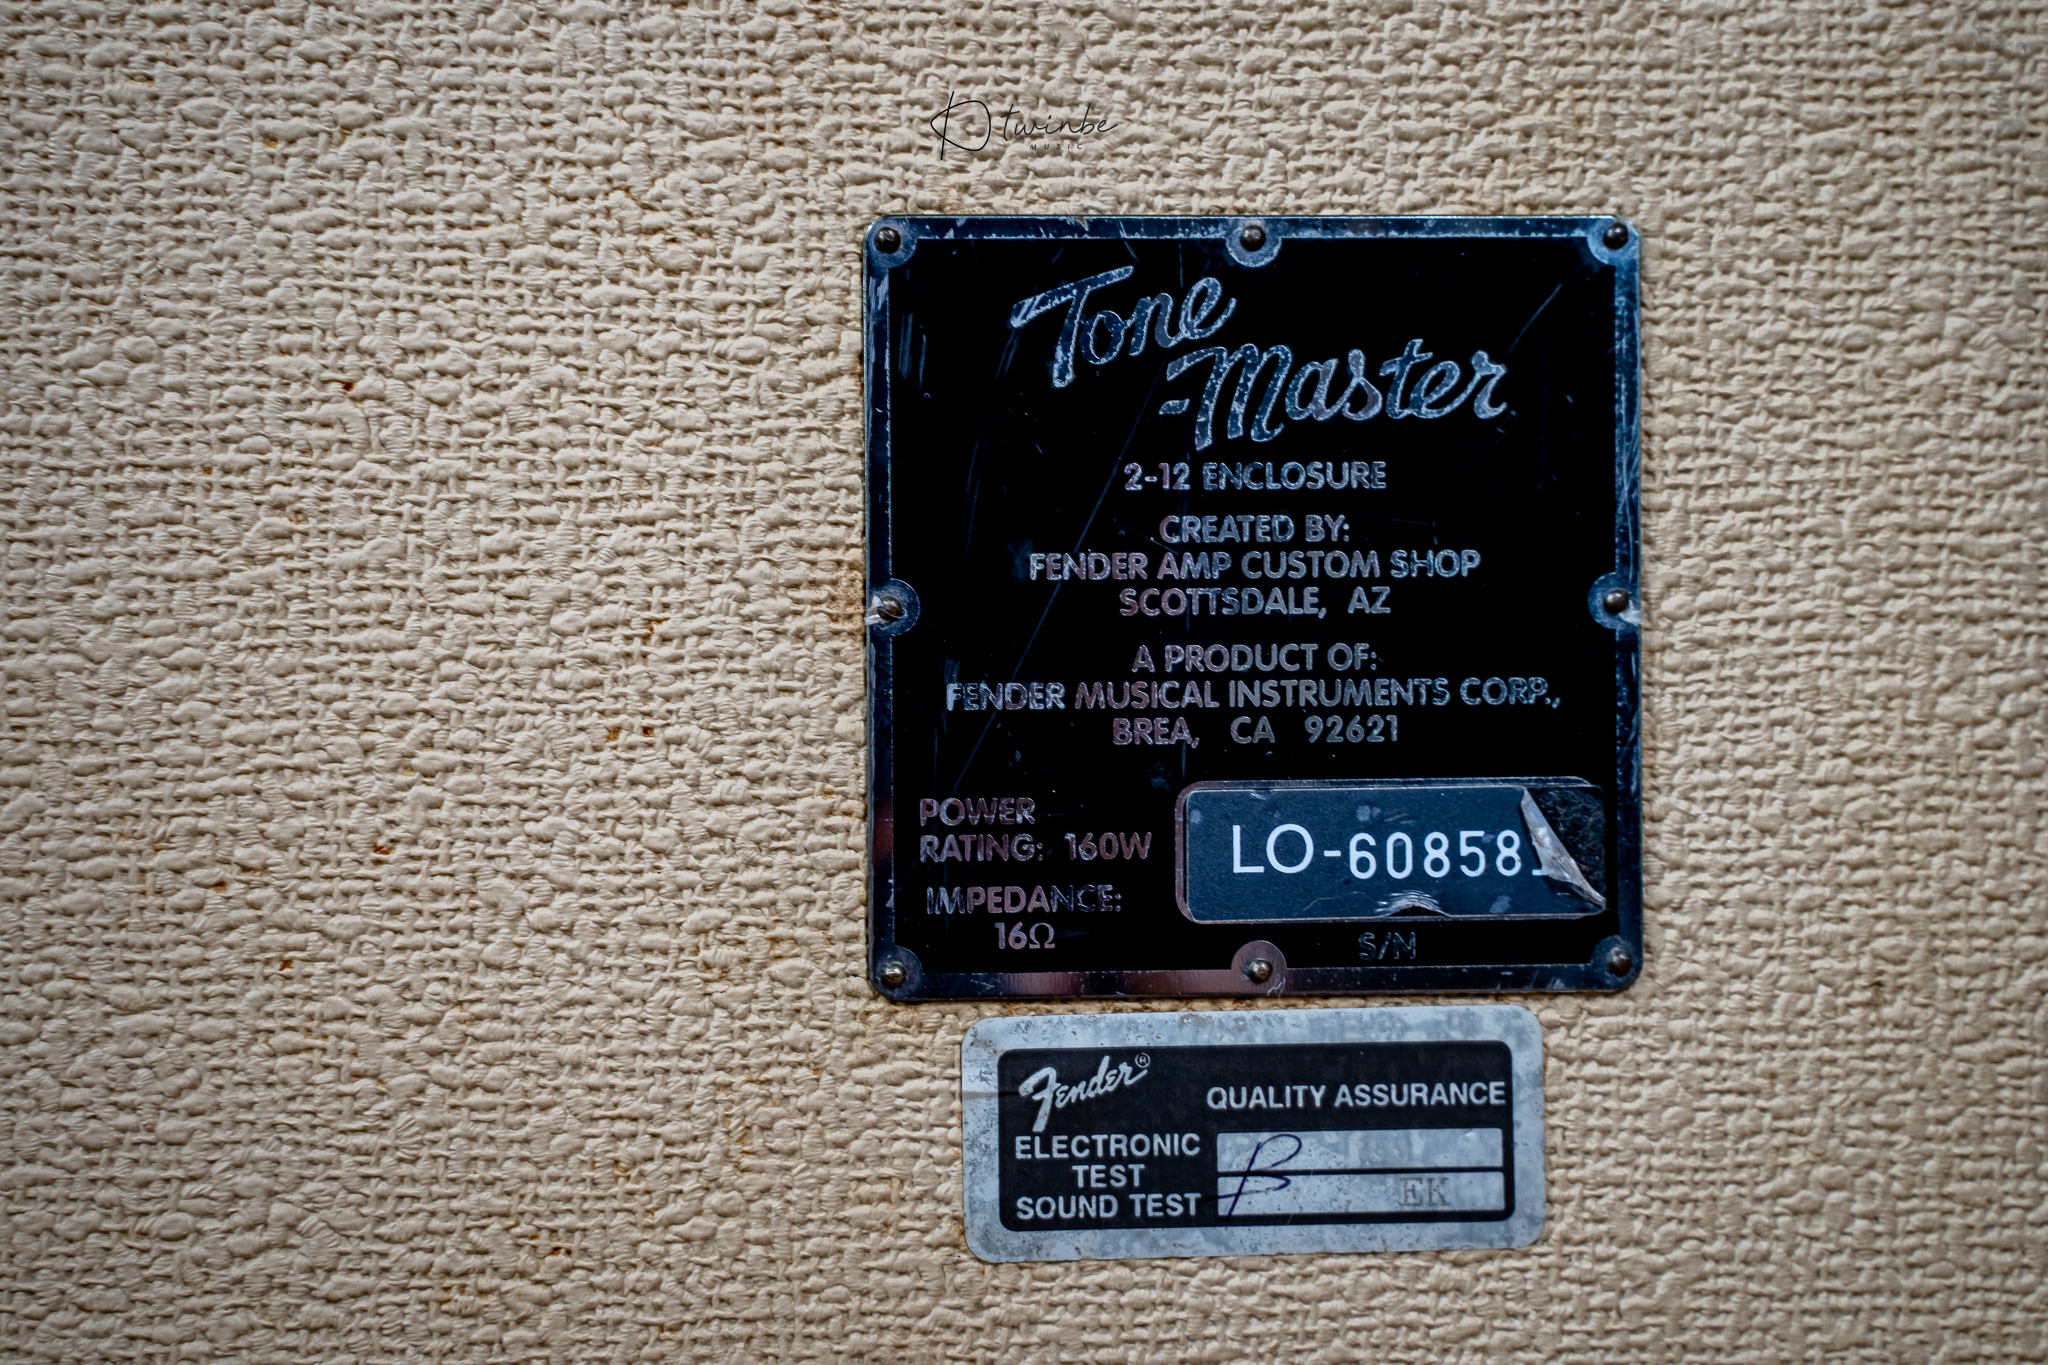 twinbe
MUSIC
Tone
Master
2-12 ENCLOSURE
CREATED BY:
FENDER AMP CUSTOM SHOP
SCOTTSDALE, AZ
A PRODUCT OF:
FENDER MUSICAL INSTRUMENTS CORP.,
BREA, CA 92621
POWER
RATING: 160W
IMPEDANCE:
16Ω
LO-60858
S/N
Fender®
QUALITY ASSURANCE
ELECTRONIC
TEST
SOUND TEST
EK